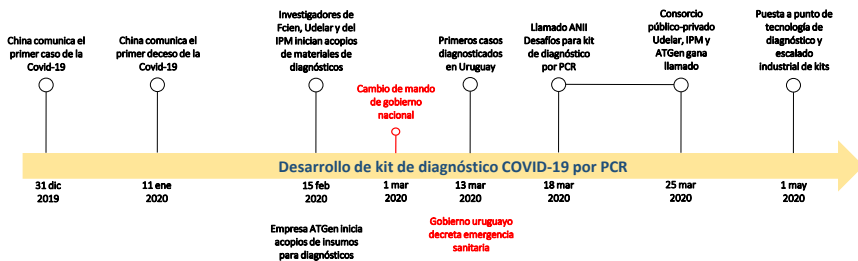 China comunica el
primer caso de la
Covid-19
China comunica el
primer deceso de la
Covid-19
Investigadores de
Fcien, Udelar y del
IPM inician acopios
de materiales de
diagnósticos
Cambio de mando
de gobierno
nacional
Primeros casos
diagnosticados
en Uruguay
Llamado ANII
Desafíos para kit
de diagnóstico
por PCR
Consorcio
público-privado
Udelar, IPM y
ATGen gana
llamado
Puesta a punto de
tecnología de
diagnóstico y
escalado
industrial de kits
Desarrollo de kit de diagnóstico COVID-19 por PCR
31 dic
2019
11 ene
2020
15 feb
2020
1 mar
2020
13 mar
2020
18 mar
2020
25 mar
2020
1 may
2020
Empresa ATGen inicia
acopios de insumos
para diagnósticos
Gobierno uruguayo
decreta emergencia
sanitaria